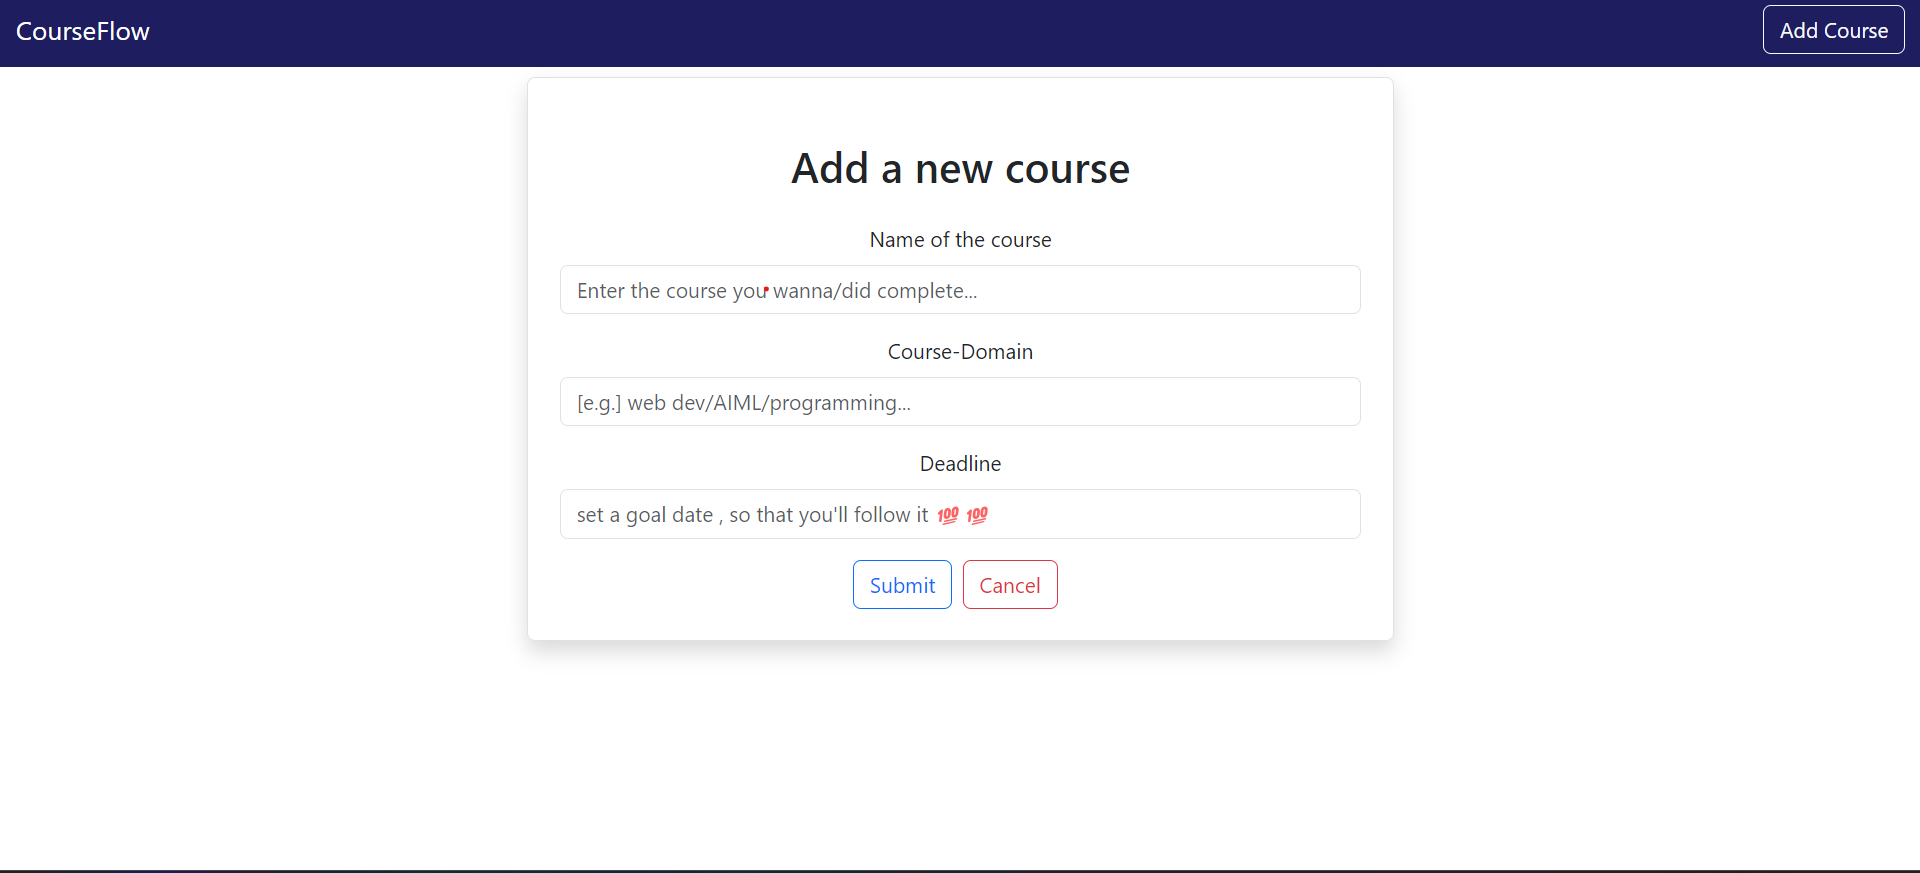 CourseFlow
Add Course
Add a new course
Name of the course
Enter the course you wanna/did complete...
Course-Domain
[e.g.] web dev/AIML/programming...
Deadline
set a goal date , so that you'll follow it 💯 💯
Submit
Cancel